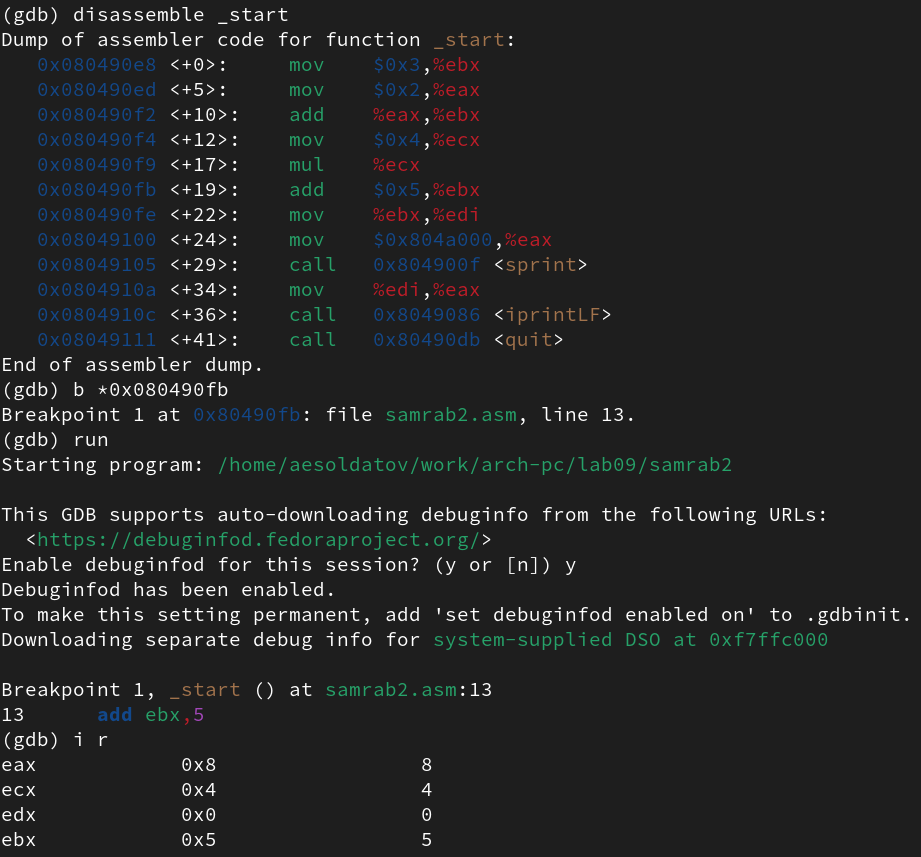 (gdb) disassemble _start
Dump of assembler code for function _start:
   0x080490e8 <+0>:     mov    $0x3,%ebx
   0x080490ed <+5>:     mov    $0x2,%eax
   0x080490f2 <+10>:    add    %eax,%ebx
   0x080490f4 <+12>:    mov    $0x4,%ecx
   0x080490f9 <+17>:    mul    %ecx
   0x080490fb <+19>:    add    $0x5,%ebx
   0x080490fe <+22>:    mov    %ebx,%edi
   0x08049100 <+24>:    mov    $0x804a000,%eax
   0x08049105 <+29>:    call   0x804900f <sprint>
   0x0804910a <+34>:    mov    %edi,%eax
   0x0804910c <+36>:    call   0x8049086 <iprintLF>
   0x08049111 <+41>:    call   0x80490db <quit>
End of assembler dump.
(gdb) b *0x080490fb
Breakpoint 1 at 0x80490fb: file samrab2.asm, line 13.
(gdb) run
Starting program: /home/aesoldatov/work/arch-pc/lab09/samrab2

This GDB supports auto-downloading debuginfo from the following URLs:
  <https://debuginfod.fedoraproject.org/>
Enable debuginfod for this session? (y or [n]) y
Debuginfod has been enabled.
To make this setting permanent, add 'set debuginfod enabled on' to .gdbinit.
Downloading separate debug info for system-supplied DSO at 0xf7ffc000

Breakpoint 1, _start () at samrab2.asm:13
13      add ebx,5
(gdb) i r
eax            0x8                 8
ecx            0x4                 4
edx            0x0                 0
ebx            0x5                 5